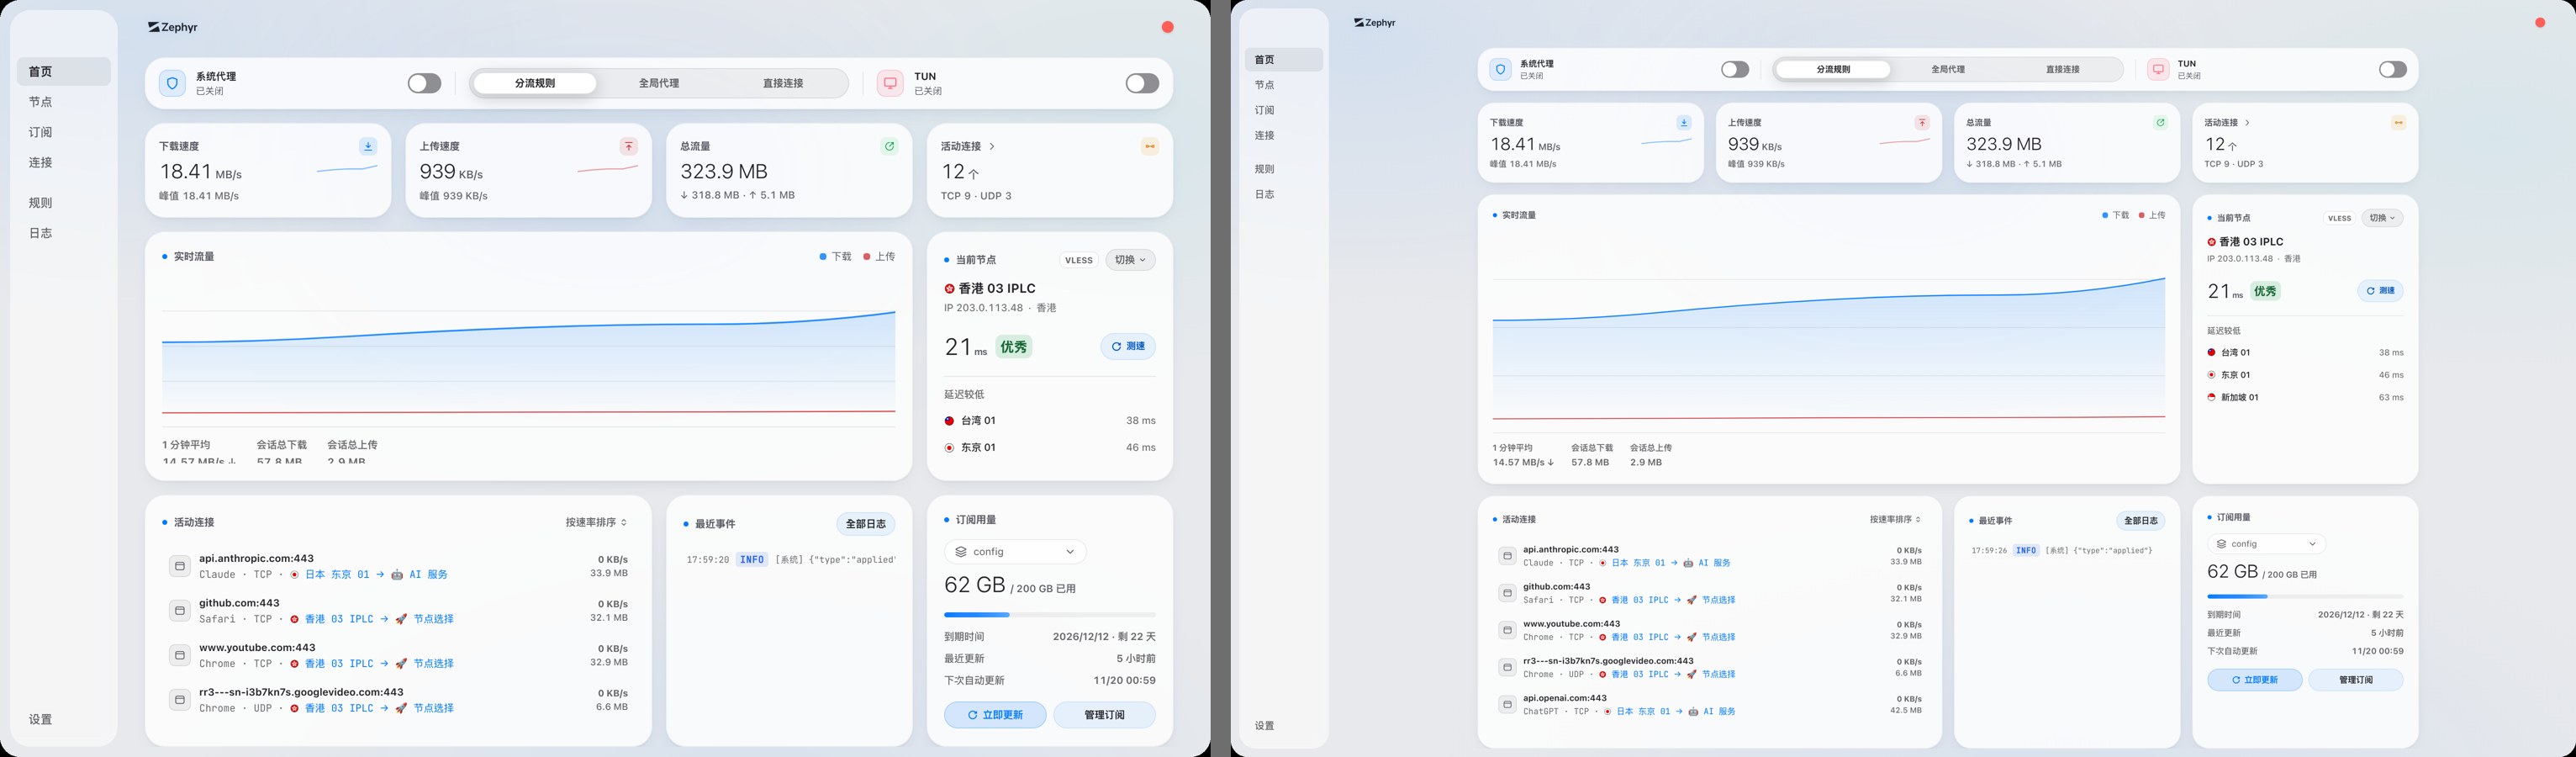 Zephyr
首页
节点
订阅
连接
规则
日志
设置
系统代理
已关闭
分流规则
全局代理
直接连接
TUN
已关闭
下载速度
18.41 MB/s
峰值 18.41 MB/s
上传速度
939 KB/s
峰值 939 KB/s
总流量
323.9 MB
↓ 318.8 MB · ↑ 5.1 MB
活动连接 >
12 个
TCP 9 · UDP 3
实时流量
下载 上传
1 分钟平均 会话总下载 会话总上传
14.57 MB/s ↓ 57.8 MB 2.9 MB
当前节点 VLESS 切换
香港 03 IPLC
IP 203.0.113.48 · 香港
21 ms 优秀 测速
延迟较低
台湾 01 38 ms
东京 01 46 ms
活动连接 按速率排序
api.anthropic.com:443 0 KB/s
Claude · TCP · 日本 东京 01 → 🤖 AI 服务 33.9 MB
github.com:443 0 KB/s
Safari · TCP · 香港 03 IPLC → 🚀 节点选择 32.1 MB
www.youtube.com:443 0 KB/s
Chrome · TCP · 香港 03 IPLC → 🚀 节点选择 32.9 MB
rr3---sn-i3b7kn7s.googlevideo.com:443 0 KB/s
Chrome · UDP · 香港 03 IPLC → 🚀 节点选择 6.6 MB
最近事件 全部日志
17:59:20 INFO [系统] {"type":"applied"
订阅用量
config
62 GB / 200 GB 已用
到期时间 2026/12/12 · 剩 22 天
最近更新 5 小时前
下次自动更新 11/20 00:59
立即更新 管理订阅
Zephyr
首页
节点
订阅
连接
规则
日志
设置
系统代理
已关闭
分流规则
全局代理
直接连接
TUN
已关闭
下载速度
18.41 MB/s
峰值 18.41 MB/s
上传速度
939 KB/s
峰值 939 KB/s
总流量
323.9 MB
↓ 318.8 MB · ↑ 5.1 MB
活动连接 >
12 个
TCP 9 · UDP 3
实时流量
下载 上传
1 分钟平均 会话总下载 会话总上传
14.57 MB/s ↓ 57.8 MB 2.9 MB
当前节点 VLESS 切换
香港 03 IPLC
IP 203.0.113.48 · 香港
21 ms 优秀 测速
延迟较低
台湾 01 38 ms
东京 01 46 ms
新加坡 01 63 ms
活动连接 按速率排序
api.anthropic.com:443 0 KB/s
Claude · TCP · 日本 东京 01 → 🤖 AI 服务 33.9 MB
github.com:443 0 KB/s
Safari · TCP · 香港 03 IPLC → 🚀 节点选择 32.1 MB
www.youtube.com:443 0 KB/s
Chrome · TCP · 香港 03 IPLC → 🚀 节点选择 32.9 MB
rr3---sn-i3b7kn7s.googlevideo.com:443 0 KB/s
Chrome · UDP · 香港 03 IPLC → 🚀 节点选择 6.6 MB
api.openai.com:443 0 KB/s
ChatGPT · TCP · 日本 东京 01 → 🤖 AI 服务 42.5 MB
最近事件 全部日志
17:59:26 INFO [系统] {"type":"applied"}
订阅用量
config
62 GB / 200 GB 已用
到期时间 2026/12/12 · 剩 22 天
最近更新 5 小时前
下次自动更新 11/20 00:59
立即更新 管理订阅